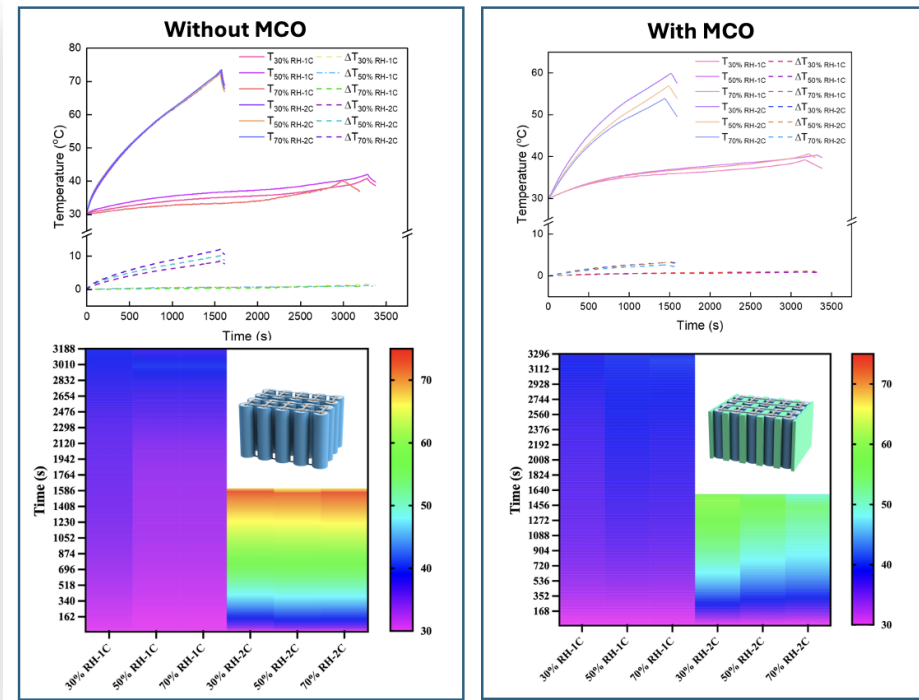 Without MCO
80
70
60
50
40
30
10
0
Temperature (°C)
T30% RH-1C
T50% RH-1C
T70% RH-1C
T30% RH-2C
T50% RH-2C
T70% RH-2C
ΔT30% RH-1C
ΔT50% RH-1C
ΔT70% RH-1C
ΔT30% RH-2C
ΔT50% RH-2C
ΔT70% RH-2C
0 500 1000 1500 2000 2500 3000 3500
Time (s)
3188
3010
2832
2654
2476
2298
2120
1942
1764
1586
1408
1230
1052
874
696
518
340
162
Time (s)
30% RH-1C
50% RH-1C
70% RH-1C
30% RH-2C
50% RH-2C
70% RH-2C
70
60
50
40
30
With MCO
60
50
40
30
10
0
Temperature (°C)
T30% RH-1C
T50% RH-1C
T70% RH-1C
T30% RH-2C
T50% RH-2C
T70% RH-2C
ΔT30% RH-1C
ΔT50% RH-1C
ΔT70% RH-1C
ΔT30% RH-2C
ΔT50% RH-2C
ΔT70% RH-2C
0 500 1000 1500 2000 2500 3000 3500
Time (s)
3296
3112
2928
2744
2560
2376
2192
2008
1824
1640
1456
1272
1088
904
720
536
352
168
Time (s)
30% RH-1C
50% RH-1C
70% RH-1C
30% RH-2C
50% RH-2C
70% RH-2C
70
60
50
40
30